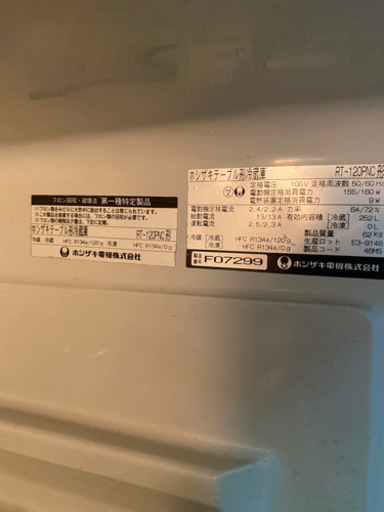 フロン回収・破壊法 第一種特定製品
ホシザキテーブル形冷蔵庫
RT-120PNC形
冷蔵 HFC R134a/120g 冷凍 HFC R134a/0g
ホシザキ電機株式会社
ホシザキテーブル形冷蔵庫 RT-120PNC形
定格電圧 100V 定格周波数 50/60Hz
電動機定格消費電力 155/160W
電熱装置定格消費電力 9W
電動機定格電流 2.4/2.2A 力率 64/72%
始動電流 13/13A 有効内容積 [冷蔵] 252L
運転電流 2.5/2.3A [冷凍] 0L
製品質量 62kg
冷蔵 HFC R134a/120g 生産ロット E3-9148
冷凍 HFC R134a/0g 製品コード 48MS
製造番号 F07299 ホシザキ電機株式会社